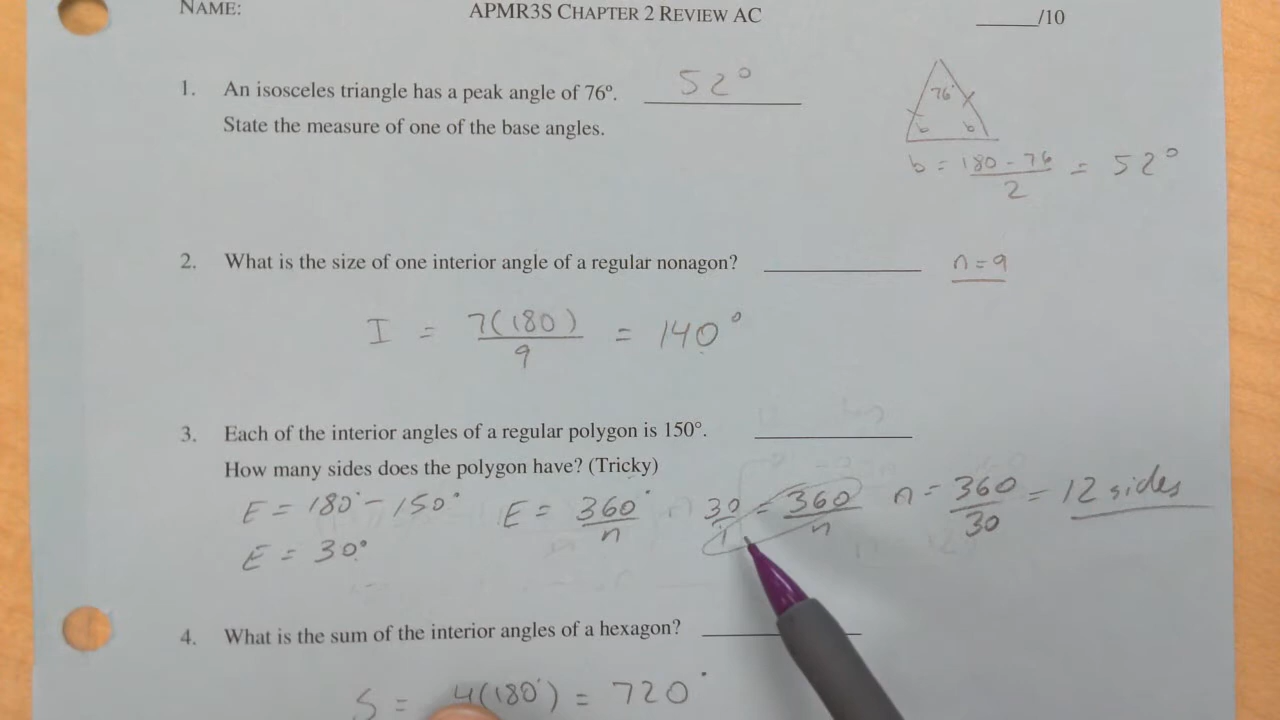 NAME: APMR3S CHAPTER 2 REVIEW AC _____/10
1. An isosceles triangle has a peak angle of 76º. 52°
State the measure of one of the base angles.
76°
b b
b = 180 - 76 / 2 = 52°
2. What is the size of one interior angle of a regular nonagon? n = 9
I = 7(180) / 9 = 140°
3. Each of the interior angles of a regular polygon is 150°.
How many sides does the polygon have? (Tricky)
E = 180° - 150° E = 360° / n 30 / 1 = 360 / n n = 360 / 30 = 12 sides
E = 30°
4. What is the sum of the interior angles of a hexagon?
S = 4(180°) = 720°